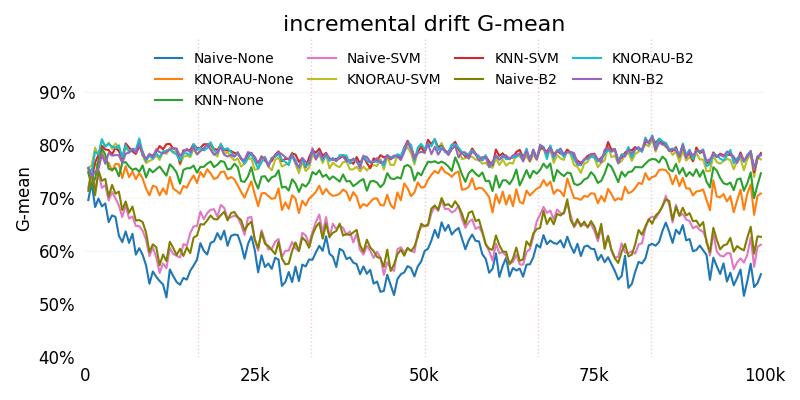 incremental drift G-mean
Naive-None
KNORAU-None
KNN-None
Naive-SVM
KNORAU-SVM
KNN-SVM
Naive-B2
KNORAU-B2
KNN-B2
G-mean
90%
80%
70%
60%
50%
40%
0
25k
50k
75k
100k